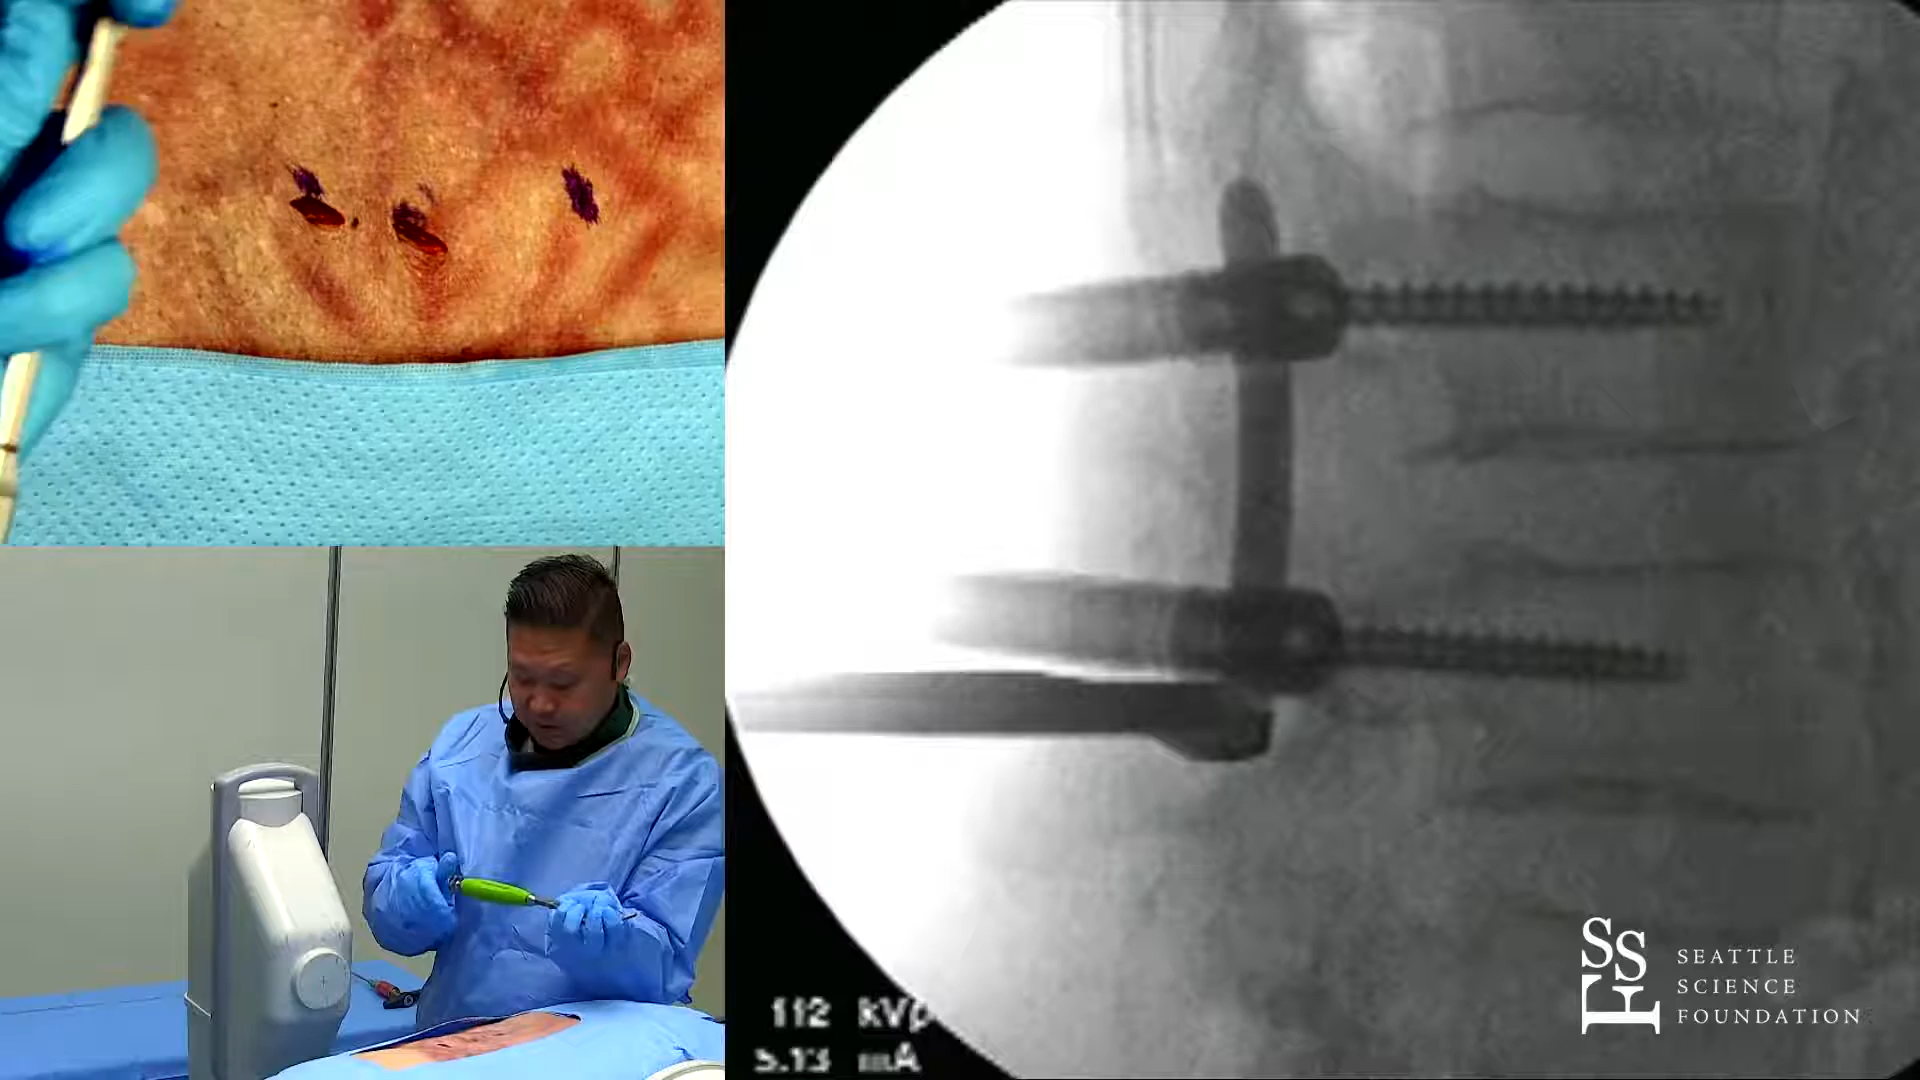 112 kVp
5.13 mA
SSF SEATTLE
SCIENCE
FOUNDATION